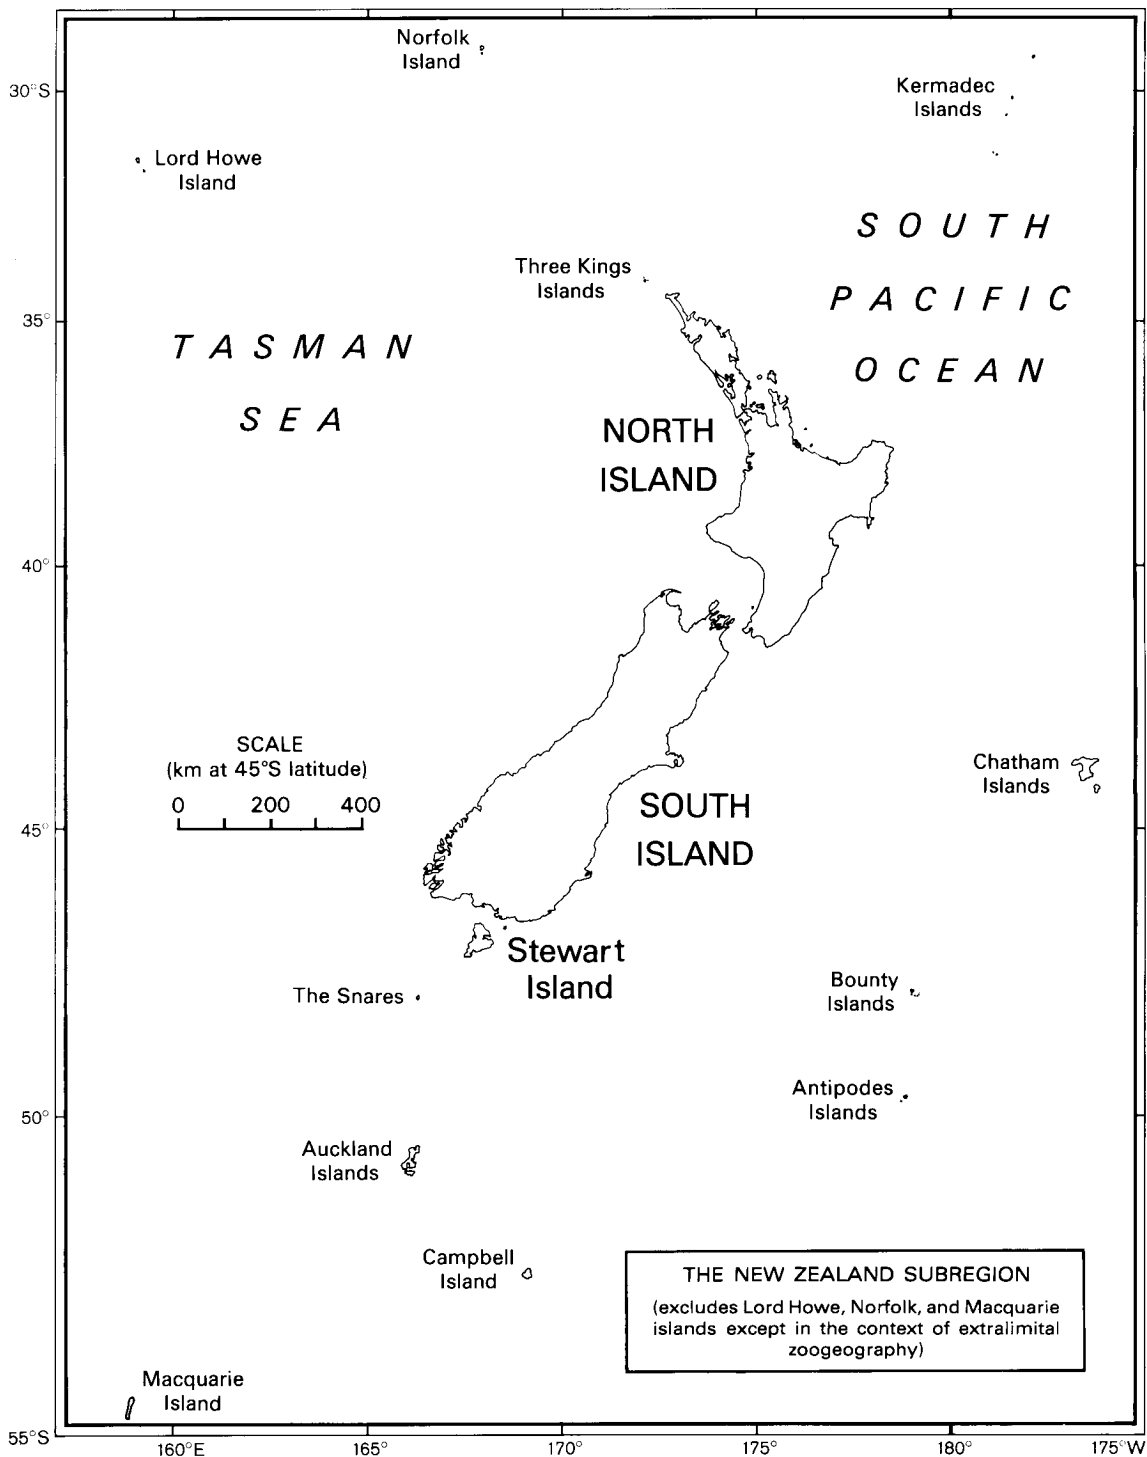 Norfolk
Island
30°S
Kermadec
Islands
Lord Howe
Island
SOUTH
PACIFIC
OCEAN
Three Kings
Islands
35°
TASMAN
SEA
NORTH
ISLAND
40°
SCALE
(km at 45°S latitude)
0 200 400
Chatham
Islands
SOUTH
ISLAND
45°
Stewart
Island
The Snares
Bounty
Islands
Antipodes
Islands
50°
Auckland
Islands
Campbell
Island
THE NEW ZEALAND SUBREGION
(excludes Lord Howe, Norfolk, and Macquarie
islands except in the context of extralimital
zoogeography)
Macquarie
Island
55°S
160°E 165° 170° 175° 180° 175°W